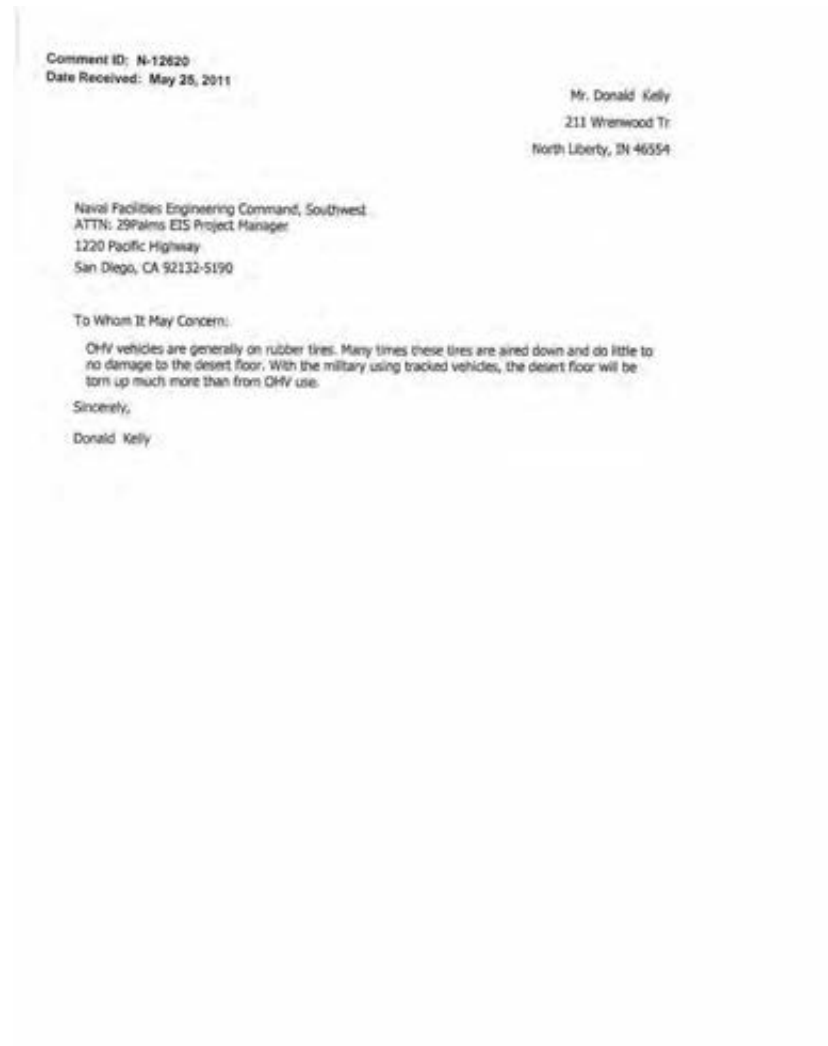 Comment ID: N-12620
Date Received: May 25, 2011
Mr. Donald Kelly
211 Wrenwood Tr
North Liberty, IN 46554
Naval Facilities Engineering Command, Southwest
ATTN: 29Palms EIS Project Manager
1220 Pacific Highway
San Diego, CA 92132-5190
To Whom It May Concern:
OHV vehicles are generally on rubber tires. Many times these tires are aired down and do little to
no damage to the desert floor. With the military using tracked vehicles, the desert floor will be
torn up much more than from OHV use.
Sincerely,
Donald Kelly